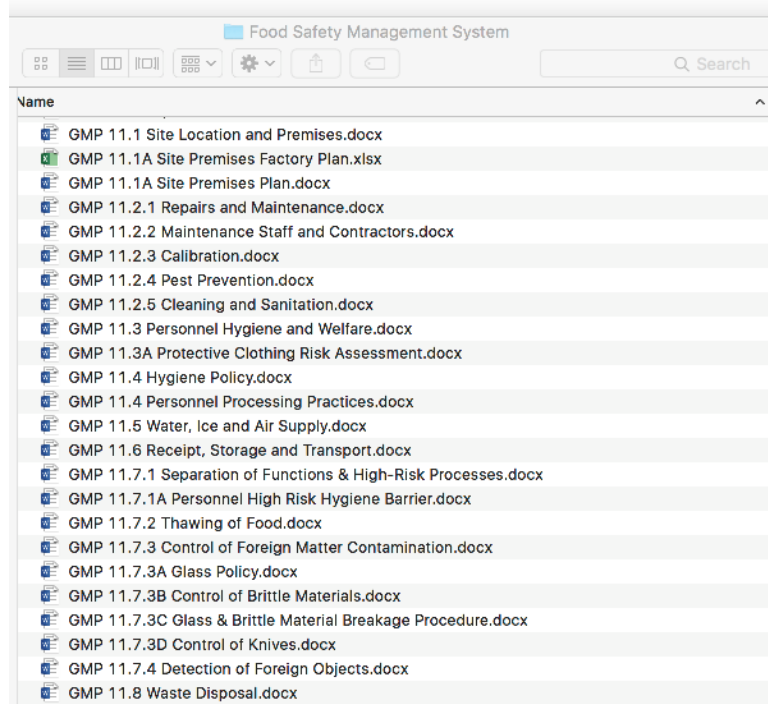 Food Safety Management System
Search
Name
GMP 11.1 Site Location and Premises.docx
GMP 11.1A Site Premises Factory Plan.xlsx
GMP 11.1A Site Premises Plan.docx
GMP 11.2.1 Repairs and Maintenance.docx
GMP 11.2.2 Maintenance Staff and Contractors.docx
GMP 11.2.3 Calibration.docx
GMP 11.2.4 Pest Prevention.docx
GMP 11.2.5 Cleaning and Sanitation.docx
GMP 11.3 Personnel Hygiene and Welfare.docx
GMP 11.3A Protective Clothing Risk Assessment.docx
GMP 11.4 Hygiene Policy.docx
GMP 11.4 Personnel Processing Practices.docx
GMP 11.5 Water, Ice and Air Supply.docx
GMP 11.6 Receipt, Storage and Transport.docx
GMP 11.7.1 Separation of Functions & High-Risk Processes.docx
GMP 11.7.1A Personnel High Risk Hygiene Barrier.docx
GMP 11.7.2 Thawing of Food.docx
GMP 11.7.3 Control of Foreign Matter Contamination.docx
GMP 11.7.3A Glass Policy.docx
GMP 11.7.3B Control of Brittle Materials.docx
GMP 11.7.3C Glass & Brittle Material Breakage Procedure.docx
GMP 11.7.3D Control of Knives.docx
GMP 11.7.4 Detection of Foreign Objects.docx
GMP 11.8 Waste Disposal.docx